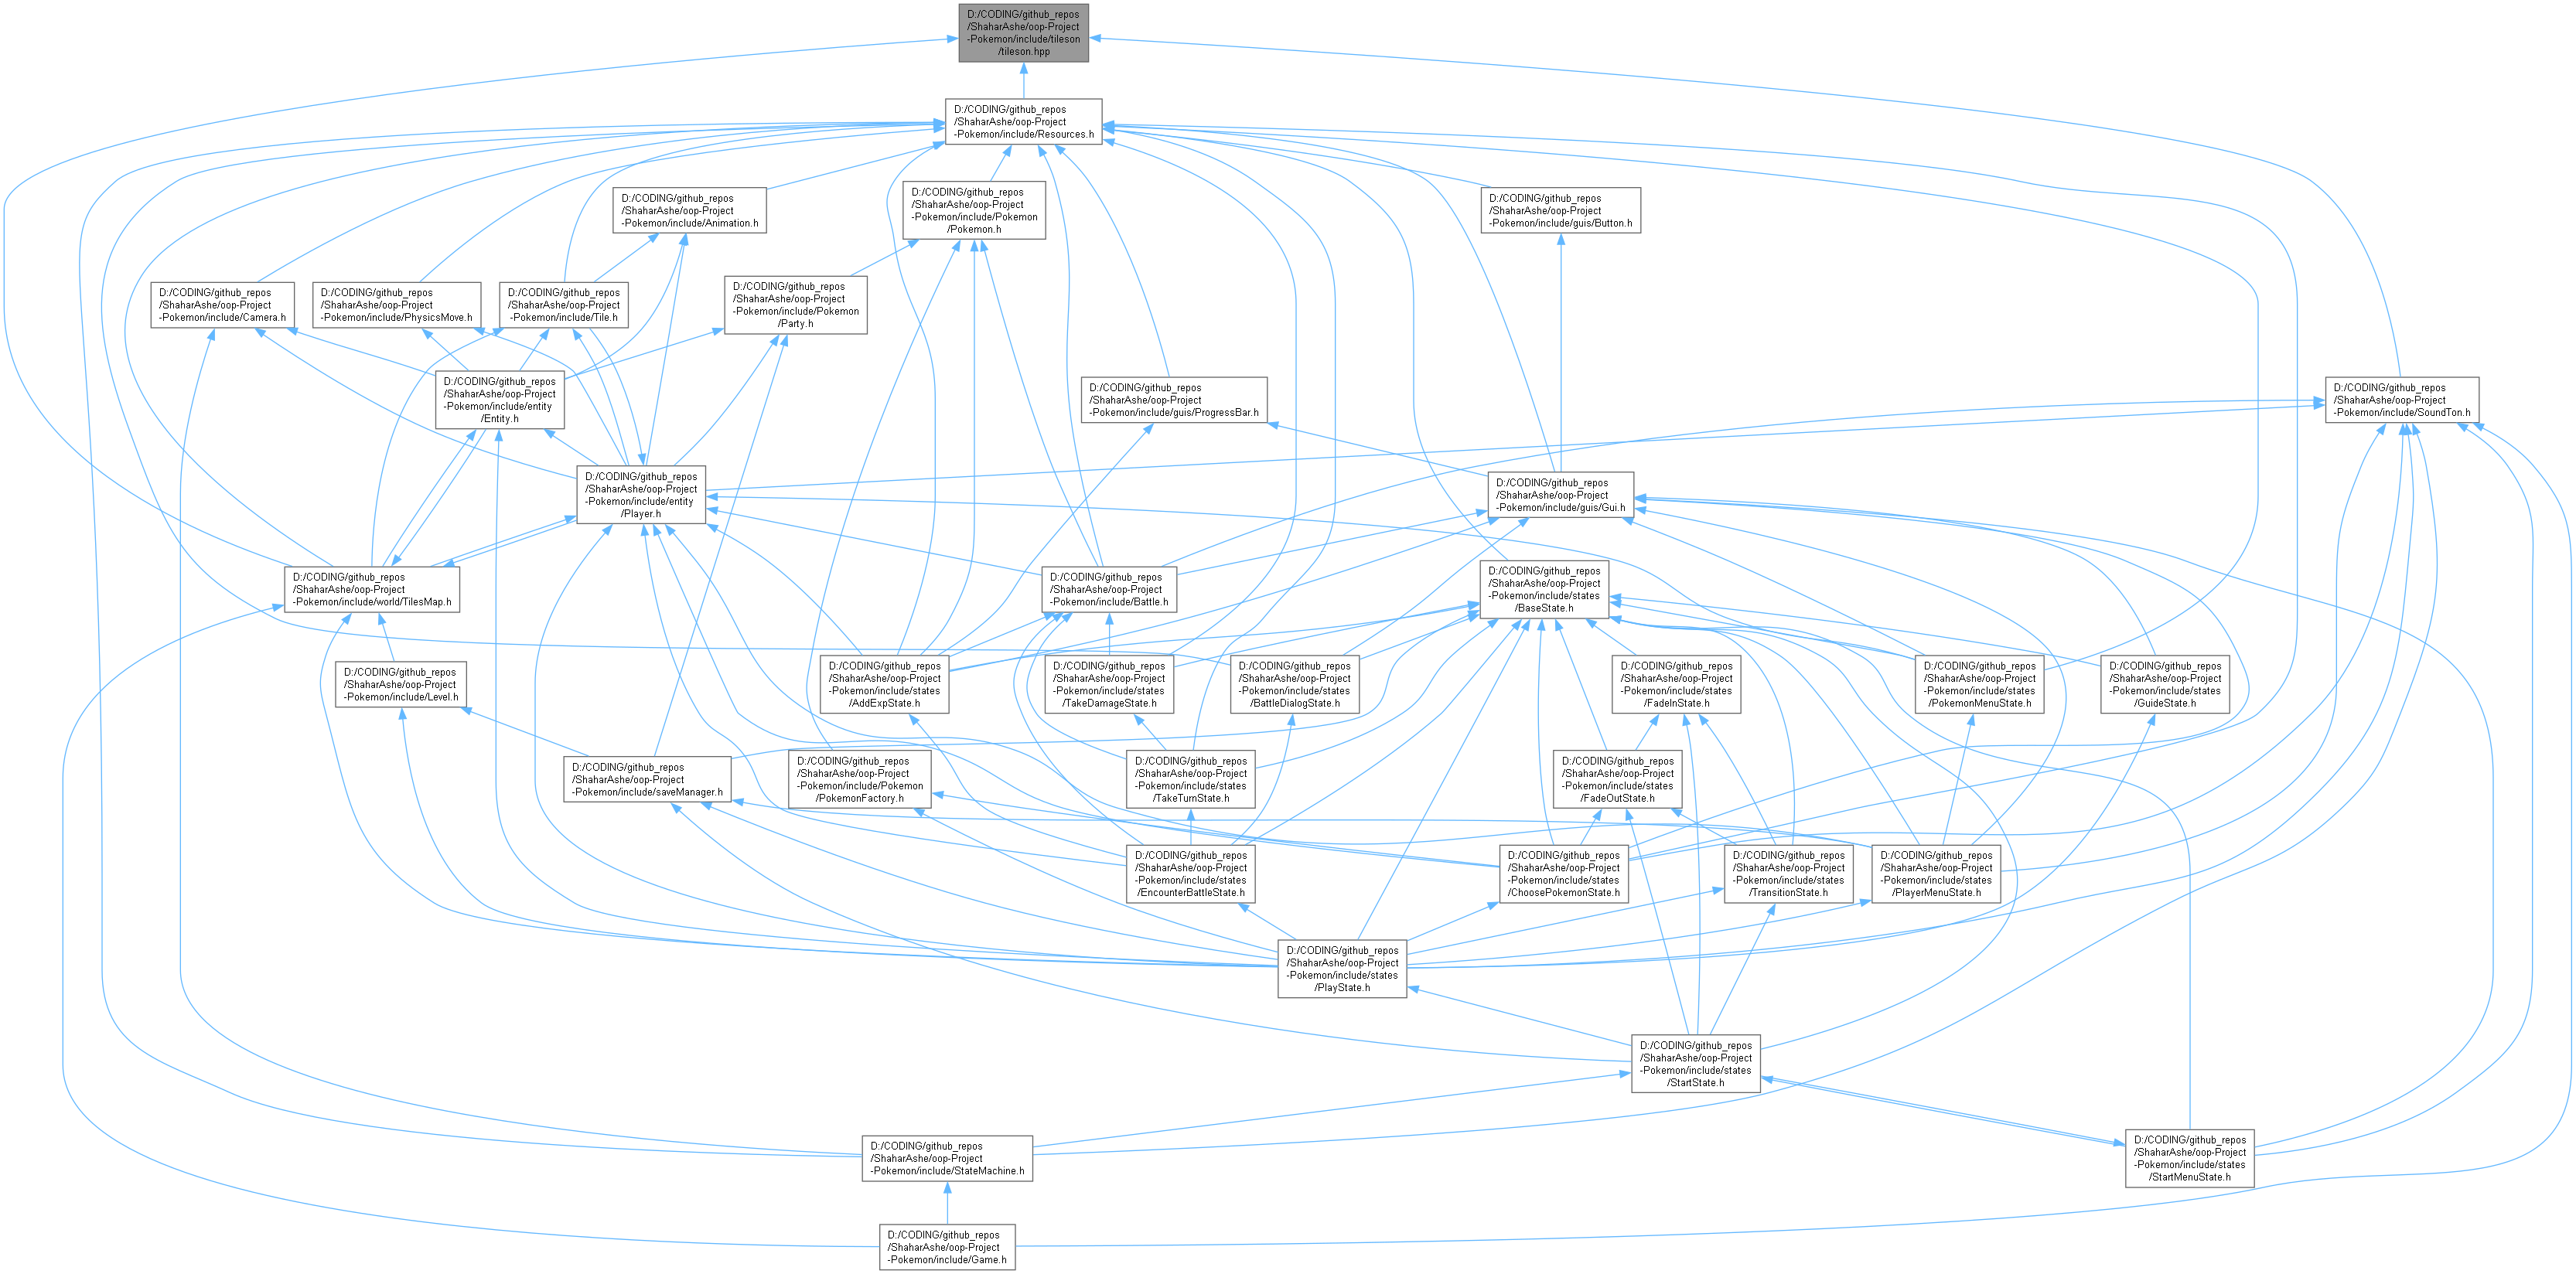 D:/CODING/github_repos
/ShaharAshe/oop-Project
-Pokemon/include/tileson
/tileson.hpp
D:/CODING/github_repos
/ShaharAshe/oop-Project
-Pokemon/include/Resources.h
D:/CODING/github_repos
/ShaharAshe/oop-Project
-Pokemon/include/Animation.h
D:/CODING/github_repos
/ShaharAshe/oop-Project
-Pokemon/include/Pokemon
/Pokemon.h
D:/CODING/github_repos
/ShaharAshe/oop-Project
-Pokemon/include/guis/Button.h
D:/CODING/github_repos
/ShaharAshe/oop-Project
-Pokemon/include/Camera.h
D:/CODING/github_repos
/ShaharAshe/oop-Project
-Pokemon/include/PhysicsMove.h
D:/CODING/github_repos
/ShaharAshe/oop-Project
-Pokemon/include/Tile.h
D:/CODING/github_repos
/ShaharAshe/oop-Project
-Pokemon/include/Pokemon
/Party.h
D:/CODING/github_repos
/ShaharAshe/oop-Project
-Pokemon/include/entity
/Entity.h
D:/CODING/github_repos
/ShaharAshe/oop-Project
-Pokemon/include/guis/ProgressBar.h
D:/CODING/github_repos
/ShaharAshe/oop-Project
-Pokemon/include/SoundTon.h
D:/CODING/github_repos
/ShaharAshe/oop-Project
-Pokemon/include/entity
/Player.h
D:/CODING/github_repos
/ShaharAshe/oop-Project
-Pokemon/include/guis/Gui.h
D:/CODING/github_repos
/ShaharAshe/oop-Project
-Pokemon/include/world/TilesMap.h
D:/CODING/github_repos
/ShaharAshe/oop-Project
-Pokemon/include/Battle.h
D:/CODING/github_repos
/ShaharAshe/oop-Project
-Pokemon/include/states
/BaseState.h
D:/CODING/github_repos
/ShaharAshe/oop-Project
-Pokemon/include/Level.h
D:/CODING/github_repos
/ShaharAshe/oop-Project
-Pokemon/include/states
/AddExpState.h
D:/CODING/github_repos
/ShaharAshe/oop-Project
-Pokemon/include/states
/TakeDamageState.h
D:/CODING/github_repos
/ShaharAshe/oop-Project
-Pokemon/include/states
/BattleDialogState.h
D:/CODING/github_repos
/ShaharAshe/oop-Project
-Pokemon/include/states
/FadeInState.h
D:/CODING/github_repos
/ShaharAshe/oop-Project
-Pokemon/include/states
/PokemonMenuState.h
D:/CODING/github_repos
/ShaharAshe/oop-Project
-Pokemon/include/states
/GuideState.h
D:/CODING/github_repos
/ShaharAshe/oop-Project
-Pokemon/include/saveManager.h
D:/CODING/github_repos
/ShaharAshe/oop-Project
-Pokemon/include/Pokemon
/PokemonFactory.h
D:/CODING/github_repos
/ShaharAshe/oop-Project
-Pokemon/include/states
/TakeTurnState.h
D:/CODING/github_repos
/ShaharAshe/oop-Project
-Pokemon/include/states
/FadeOutState.h
D:/CODING/github_repos
/ShaharAshe/oop-Project
-Pokemon/include/states
/EncounterBattleState.h
D:/CODING/github_repos
/ShaharAshe/oop-Project
-Pokemon/include/states
/ChoosePokemonState.h
D:/CODING/github_repos
/ShaharAshe/oop-Project
-Pokemon/include/states
/TransitionState.h
D:/CODING/github_repos
/ShaharAshe/oop-Project
-Pokemon/include/states
/PlayerMenuState.h
D:/CODING/github_repos
/ShaharAshe/oop-Project
-Pokemon/include/states
/PlayState.h
D:/CODING/github_repos
/ShaharAshe/oop-Project
-Pokemon/include/states
/StartState.h
D:/CODING/github_repos
/ShaharAshe/oop-Project
-Pokemon/include/StateMachine.h
D:/CODING/github_repos
/ShaharAshe/oop-Project
-Pokemon/include/states
/StartMenuState.h
D:/CODING/github_repos
/ShaharAshe/oop-Project
-Pokemon/include/Game.h